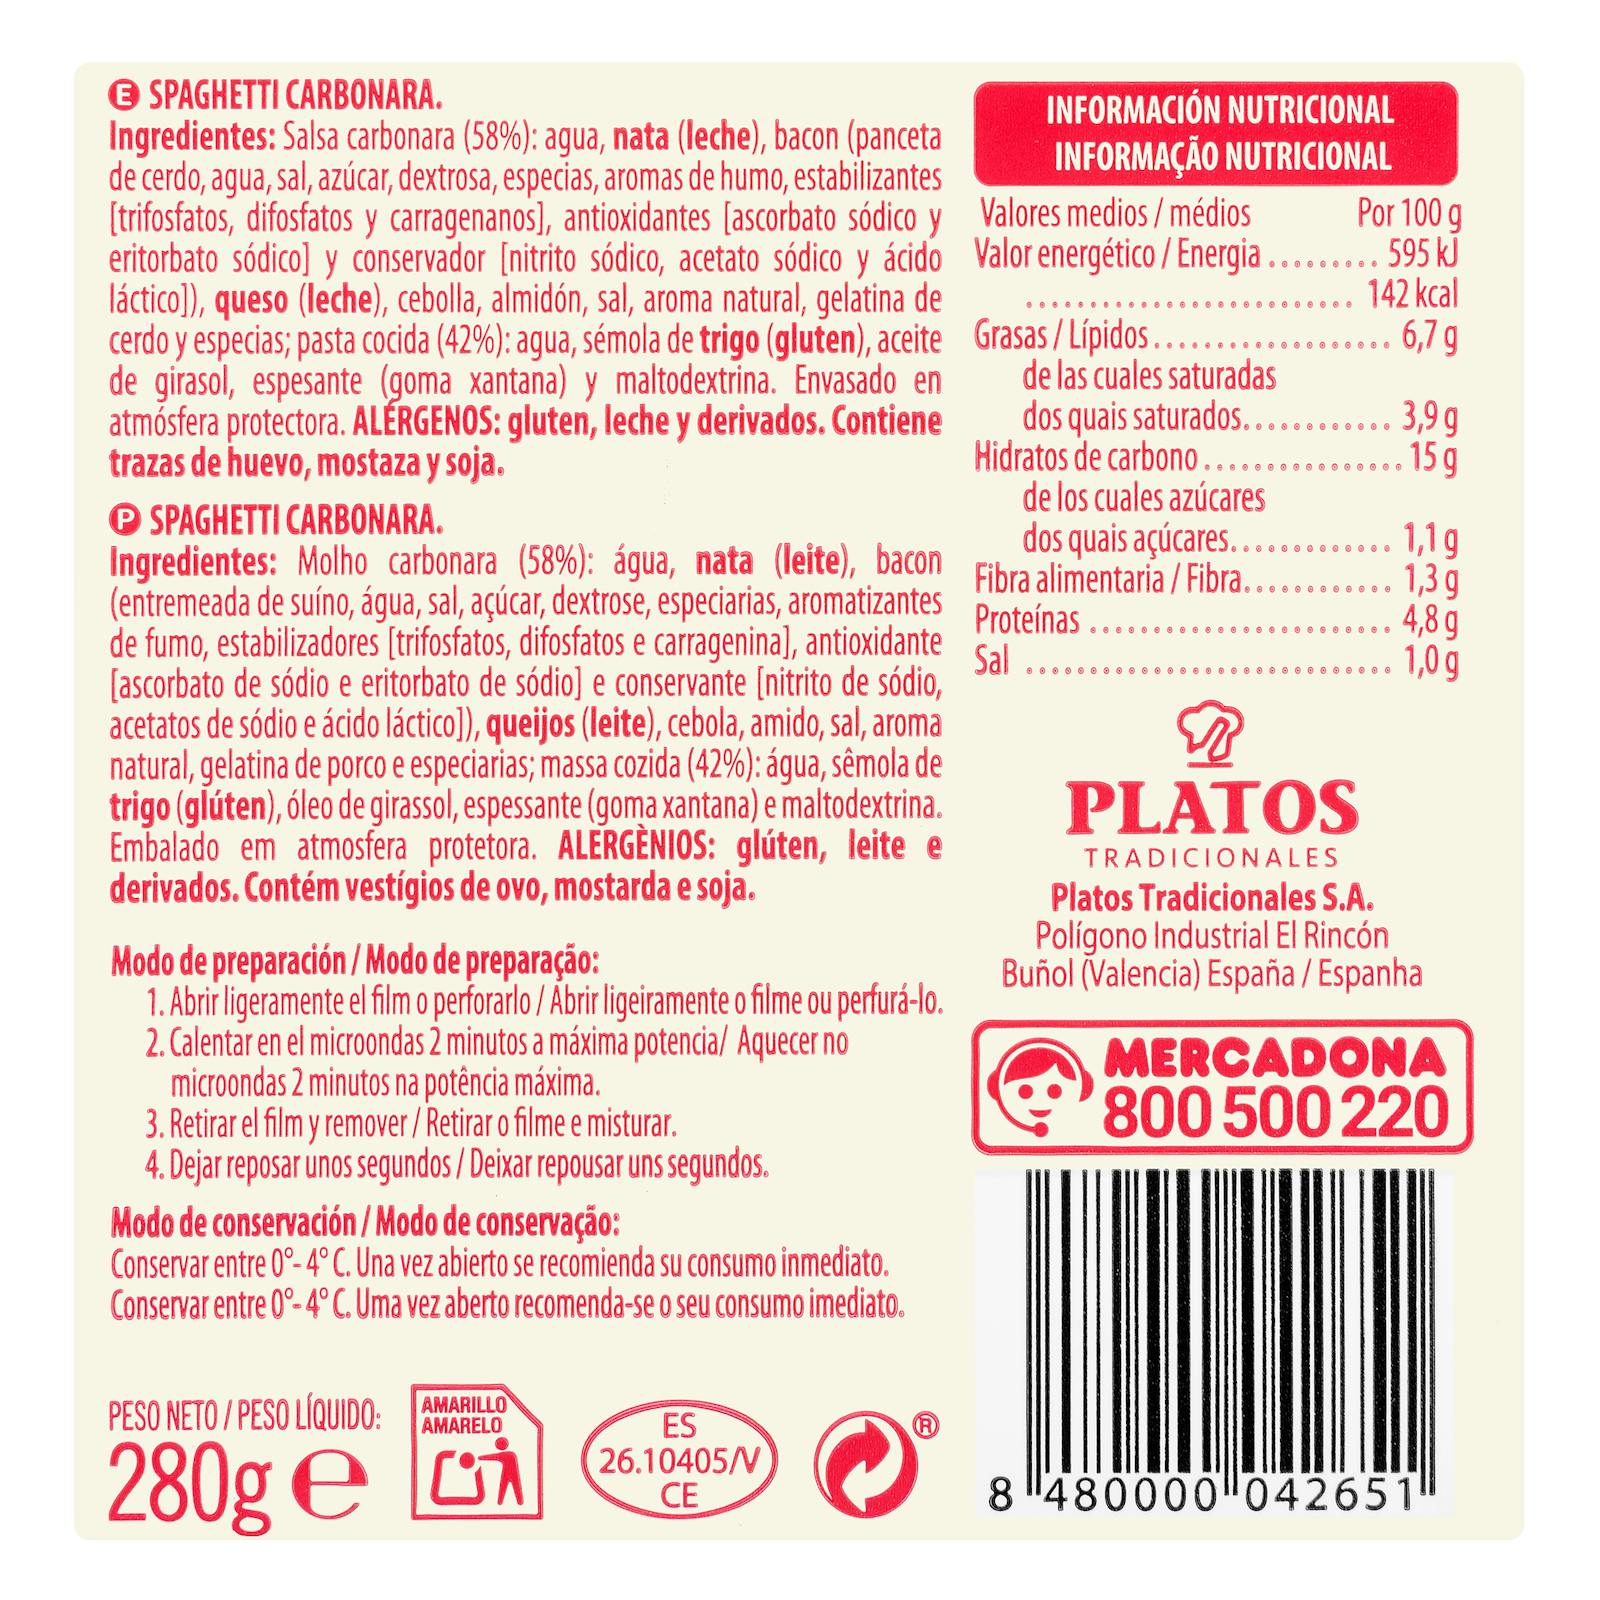 E SPAGHETTI CARBONARA.
Ingredientes: Salsa carbonara (58%): agua, nata (leche), bacon (panceta
de cerdo, agua, sal, azúcar, dextrosa, especias, aromas de humo, estabilizantes
[trifosfatos, difosfatos y carragenanos], antioxidantes [ascorbato sódico y
eritorbato sódico] y conservador [nitrito sódico, acetato sódico y ácido
láctico]), queso (leche), cebolla, almidón, sal, aroma natural, gelatina de
cerdo y especias; pasta cocida (42%): agua, sémola de trigo (gluten), aceite
de girasol, espesante (goma xantana) y maltodextrina. Envasado en
atmósfera protectora. ALÉRGENOS: gluten, leche y derivados. Contiene
trazas de huevo, mostaza y soja.
P SPAGHETTI CARBONARA.
Ingredientes: Molho carbonara (58%): água, nata (leite), bacon
(entremeada de suíno, água, sal, açúcar, dextrose, especiarias, aromatizantes
de fumo, estabilizadores [trifosfatos, difosfatos e carragenina], antioxidante
[ascorbato de sódio e eritorbato de sódio] e conservante [nitrito de sódio,
acetatos de sódio e ácido láctico]), queijos (leite), cebola, amido, sal, aroma
natural, gelatina de porco e especiarias; massa cozida (42%): água, sêmola de
trigo (glúten), óleo de girassol, espessante (goma xantana) e maltodextrina.
Embalado em atmosfera protetora. ALERGÈNIOS: glúten, leite e
derivados. Contém vestígios de ovo, mostarda e soja.
Modo de preparación / Modo de preparação:
1. Abrir ligeramente el film o perforarlo / Abrir ligeiramente o filme ou perfurá-lo.
2. Calentar en el microondas 2 minutos a máxima potencia/ Aquecer no
microondas 2 minutos na potência máxima.
3. Retirar el film y remover / Retirar o filme e misturar.
4. Dejar reposar unos segundos / Deixar repousar uns segundos.
Modo de conservación / Modo de conservação:
Conservar entre 0°- 4° C. Una vez abierto se recomienda su consumo inmediato.
Conservar entre 0°- 4° C. Uma vez aberto recomenda-se o seu consumo imediato.
PESO NETO / PESO LÍQUIDO:
280g e
AMARILLO
AMARELO
ES
26.10405/V
CE
®
INFORMACIÓN NUTRICIONAL
INFORMAÇÃO NUTRICIONAL
Valores medios / médios Por 100 g
Valor energético / Energia ......... 595 kJ
........................... 142 kcal
Grasas / Lípidos ................... 6,7 g
de las cuales saturadas
dos quais saturados............. 3,9 g
Hidratos de carbono ................ 15 g
de los cuales azúcares
dos quais açúcares.............. 1,1 g
Fibra alimentaria / Fibra............. 1,3 g
Proteínas ......................... 4,8 g
Sal .............................. 1,0 g
PLATOS
TRADICIONALES
Platos Tradicionales S.A.
Polígono Industrial El Rincón
Buñol (Valencia) España / Espanha
MERCADONA
800 500 220
8 480000 042651